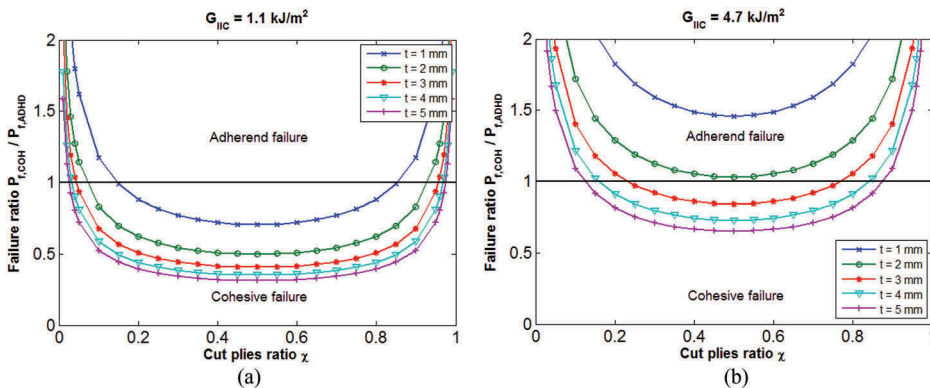 G_IIC = 1.1 kJ/m²
Failure ratio P_f,COH / P_f,ADHD
2
1.5
1
0.5
0
t = 1 mm
t = 2 mm
t = 3 mm
t = 4 mm
t = 5 mm
Adherend failure
Cohesive failure
0 0.2 0.4 0.6 0.8 1
Cut plies ratio χ
(a)
G_IIC = 4.7 kJ/m²
Failure ratio P_f,COH / P_f,ADHD
2
1.5
1
0.5
0
Adherend failure
t = 1 mm
t = 2 mm
t = 3 mm
t = 4 mm
t = 5 mm
Cohesive failure
0 0.2 0.4 0.6 0.8 1
Cut plies ratio χ
(b)